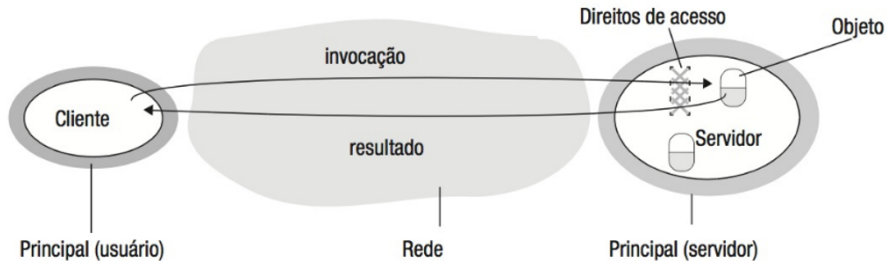 Direitos de acesso
Objeto
invocação
Cliente
Servidor
resultado
Principal (usuário)
Rede
Principal (servidor)